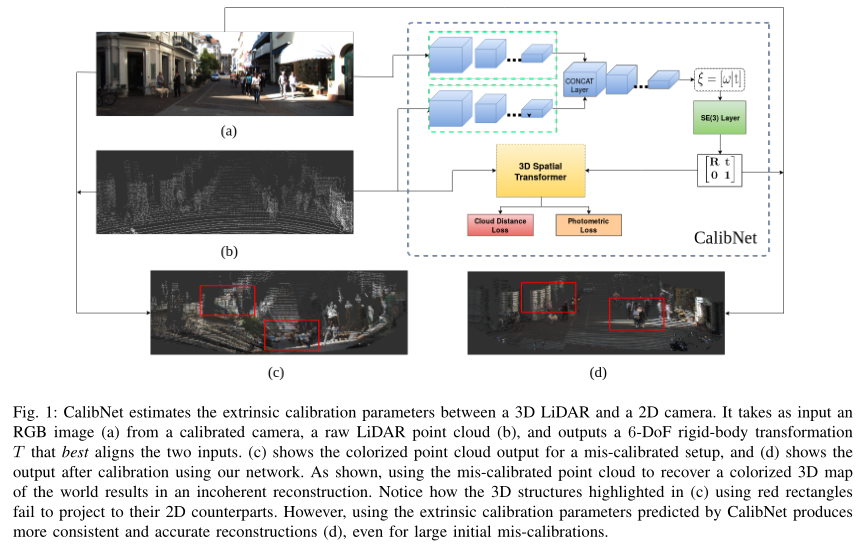 (a)
(b)
CONCAT
Layer
ξ = [ω|t]
SE(3) Layer
3D Spatial
Transformer
R t
0 1
Cloud Distance
Loss
Photometric
Loss
CalibNet
(c)
(d)
Fig. 1: CalibNet estimates the extrinsic calibration parameters between a 3D LiDAR and a 2D camera. It takes as input an
RGB image (a) from a calibrated camera, a raw LiDAR point cloud (b), and outputs a 6-DoF rigid-body transformation
T that best aligns the two inputs. (c) shows the colorized point cloud output for a mis-calibrated setup, and (d) shows the
output after calibration using our network. As shown, using the mis-calibrated point cloud to recover a colorized 3D map
of the world results in an incoherent reconstruction. Notice how the 3D structures highlighted in (c) using red rectangles
fail to project to their 2D counterparts. However, using the extrinsic calibration parameters predicted by CalibNet produces
more consistent and accurate reconstructions (d), even for large initial mis-calibrations.